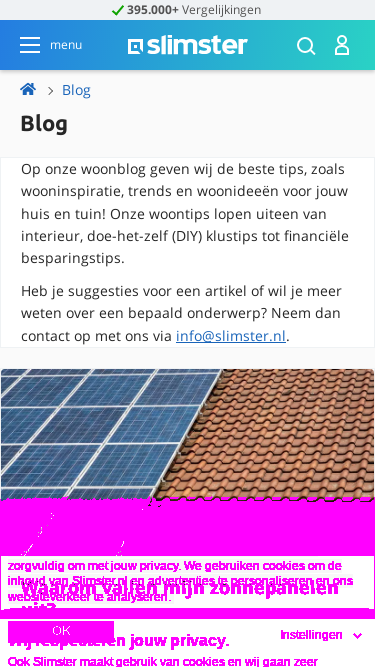 395.000+ Vergelijkingen
menu
slimster
Blog
Blog
Op onze woonblog geven wij de beste tips, zoals
wooninspiratie, trends en woonideeën voor jouw
huis en tuin! Onze woontips lopen uiteen van
interieur, doe-het-zelf (DIY) klustips tot financiële
besparingstips.
Heb je suggesties voor een artikel of wil je meer
weten over een bepaald onderwerp? Neem dan
contact op met ons via info@slimster.nl.
zorgvuldig om met jouw privacy. We gebruiken cookies om de
inhoud van Slimster.nl en advertenties te personaliseren en ons
websiteverkeer te analyseren.
Waarom vallen mijn zonnepanelen
uit?
OK
Instellingen
Wij respecteren jouw privacy.
Ook Slimster maakt gebruik van cookies en wij gaan zeer